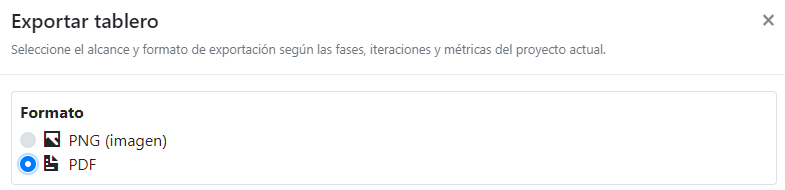 Exportar tablero
Seleccione el alcance y formato de exportación según las fases, iteraciones y métricas del proyecto actual.
Formato
PNG (imagen)
PDF